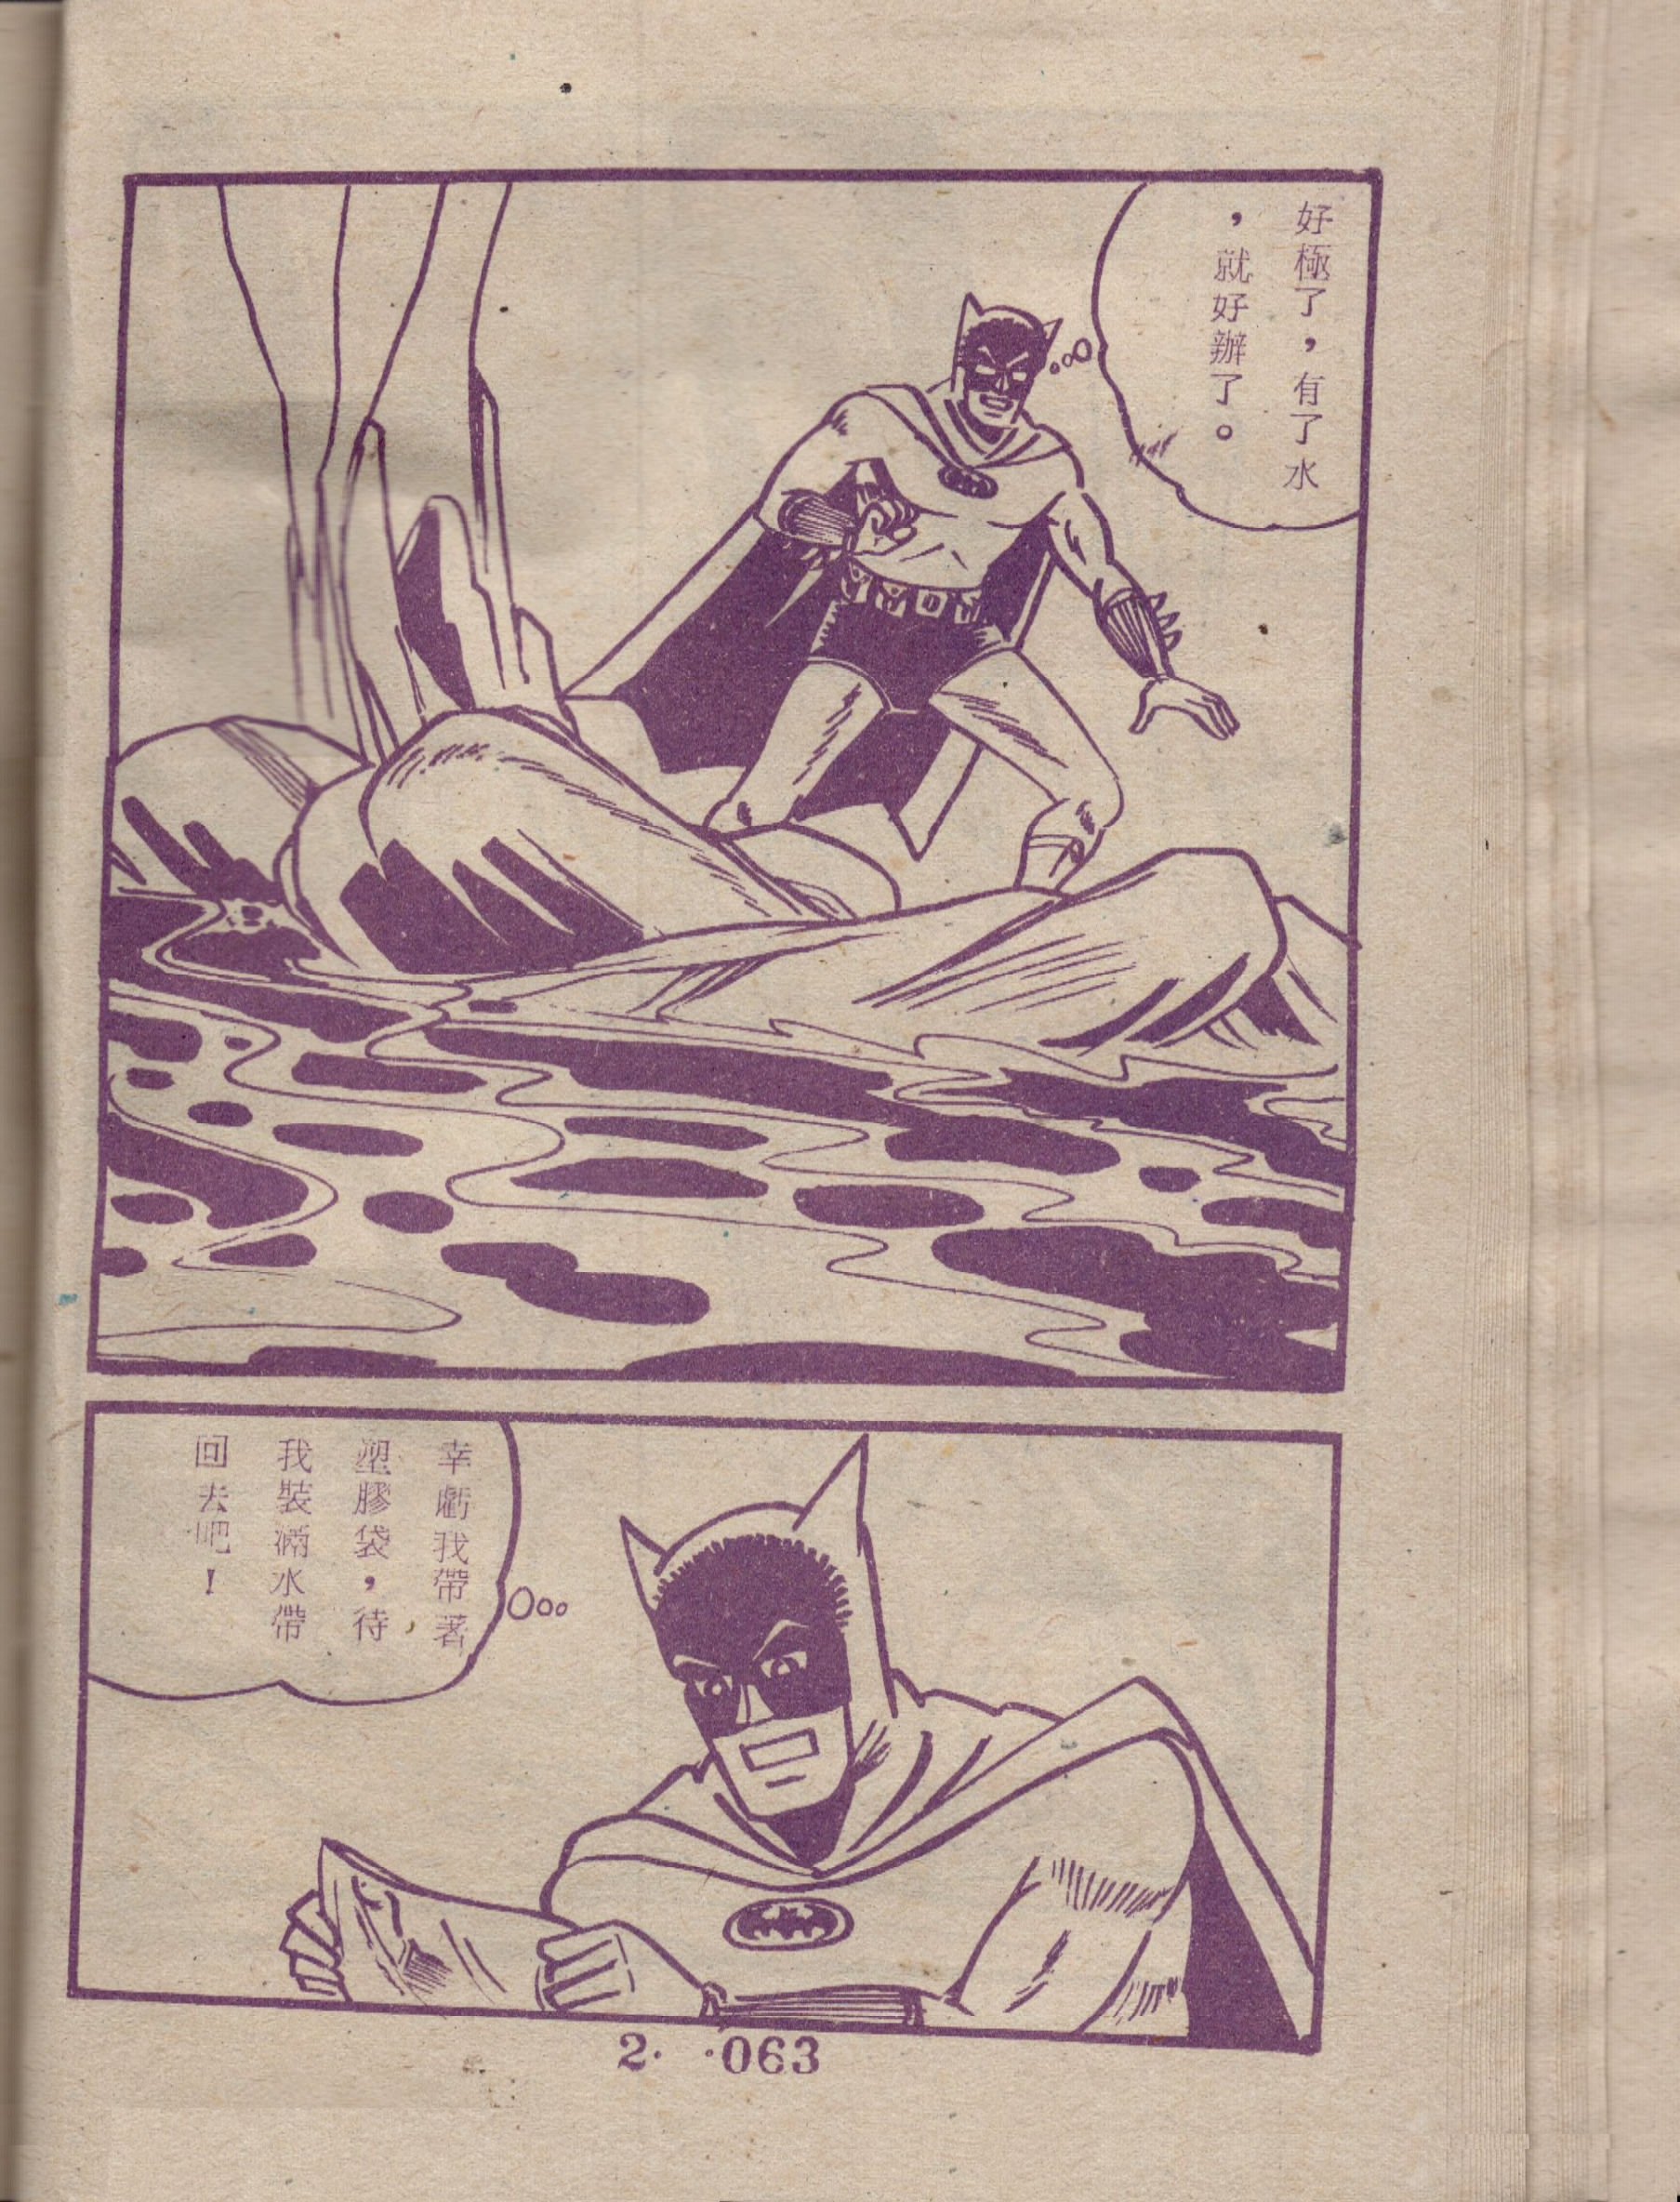 好極了，有了水
，就好辦了。
幸虧我帶著
塑膠袋，待
我裝滿水帶
回去吧！
2··063